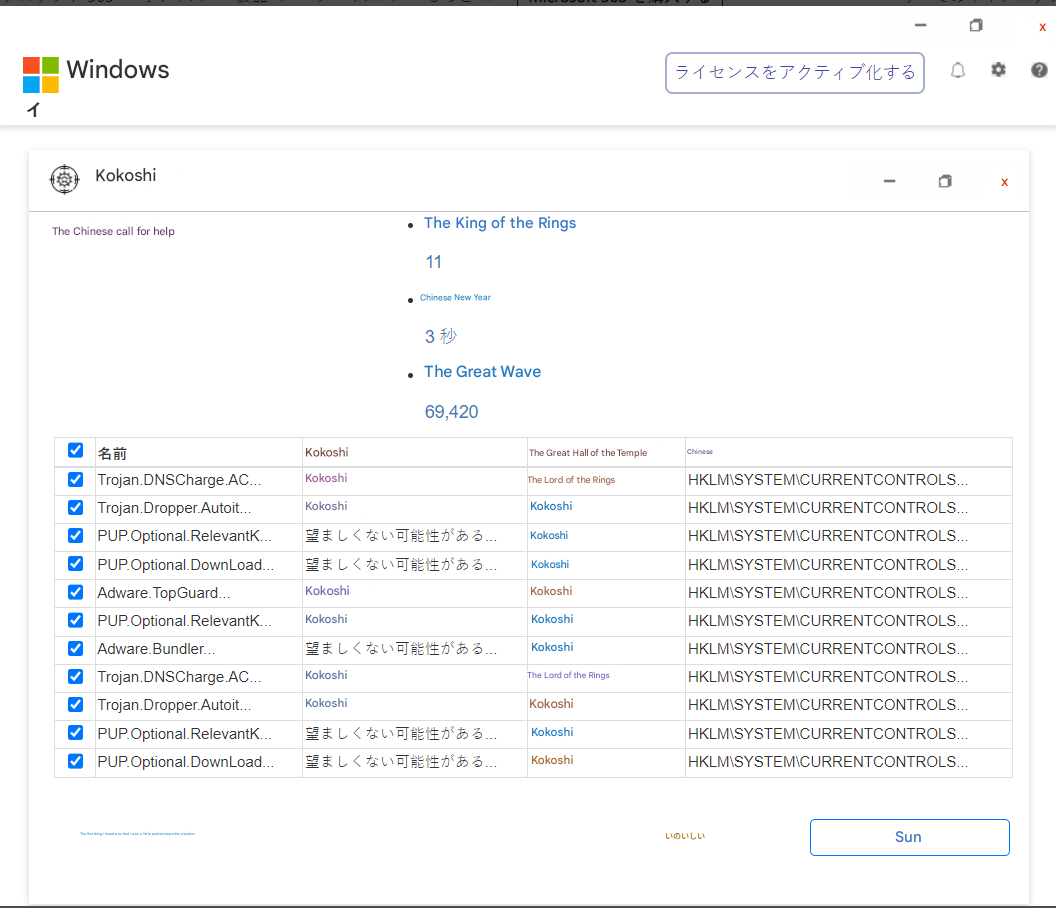 Windows
ライセンスをアクティブ化する
イ
x
Kokoshi
x
The Chinese call for help
The King of the Rings
11
Chinese New Year
3 秒
The Great Wave
69,420
名前 Kokoshi The Great Hall of the Temple Chinese
Trojan.DNSCharge.AC... Kokoshi The Lord of the Rings HKLM\SYSTEM\CURRENTCONTROLS...
Trojan.Dropper.Autoit... Kokoshi Kokoshi HKLM\SYSTEM\CURRENTCONTROLS...
PUP.Optional.RelevantK... 望ましくない可能性がある... Kokoshi HKLM\SYSTEM\CURRENTCONTROLS...
PUP.Optional.DownLoad... 望ましくない可能性がある... Kokoshi HKLM\SYSTEM\CURRENTCONTROLS...
Adware.TopGuard... Kokoshi Kokoshi HKLM\SYSTEM\CURRENTCONTROLS...
PUP.Optional.RelevantK... Kokoshi Kokoshi HKLM\SYSTEM\CURRENTCONTROLS...
Adware.Bundler... 望ましくない可能性がある... Kokoshi HKLM\SYSTEM\CURRENTCONTROLS...
Trojan.DNSCharge.AC... Kokoshi The Lord of the Rings HKLM\SYSTEM\CURRENTCONTROLS...
Trojan.Dropper.Autoit... Kokoshi Kokoshi HKLM\SYSTEM\CURRENTCONTROLS...
PUP.Optional.RelevantK... 望ましくない可能性がある... Kokoshi HKLM\SYSTEM\CURRENTCONTROLS...
PUP.Optional.DownLoad... 望ましくない可能性がある... Kokoshi HKLM\SYSTEM\CURRENTCONTROLS...
いのいしい
Sun